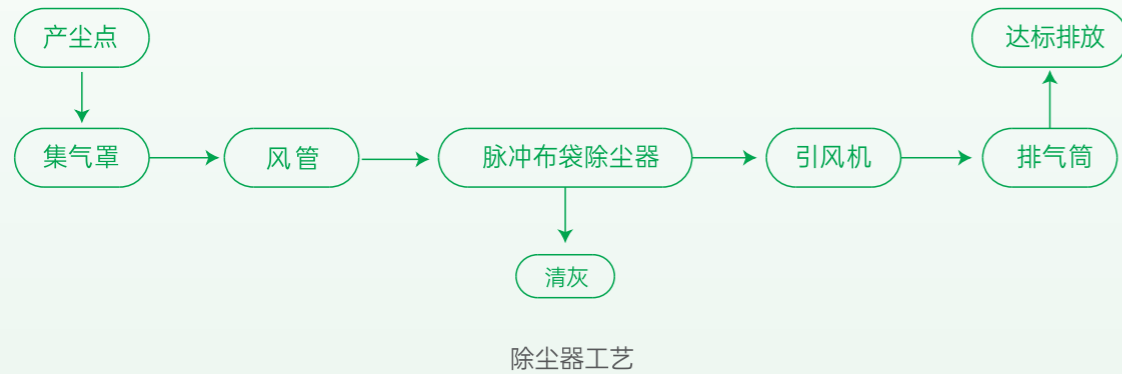 产尘点
达标排放
集气罩
风管
脉冲布袋除尘器
引风机
排气筒
清灰
除尘器工艺